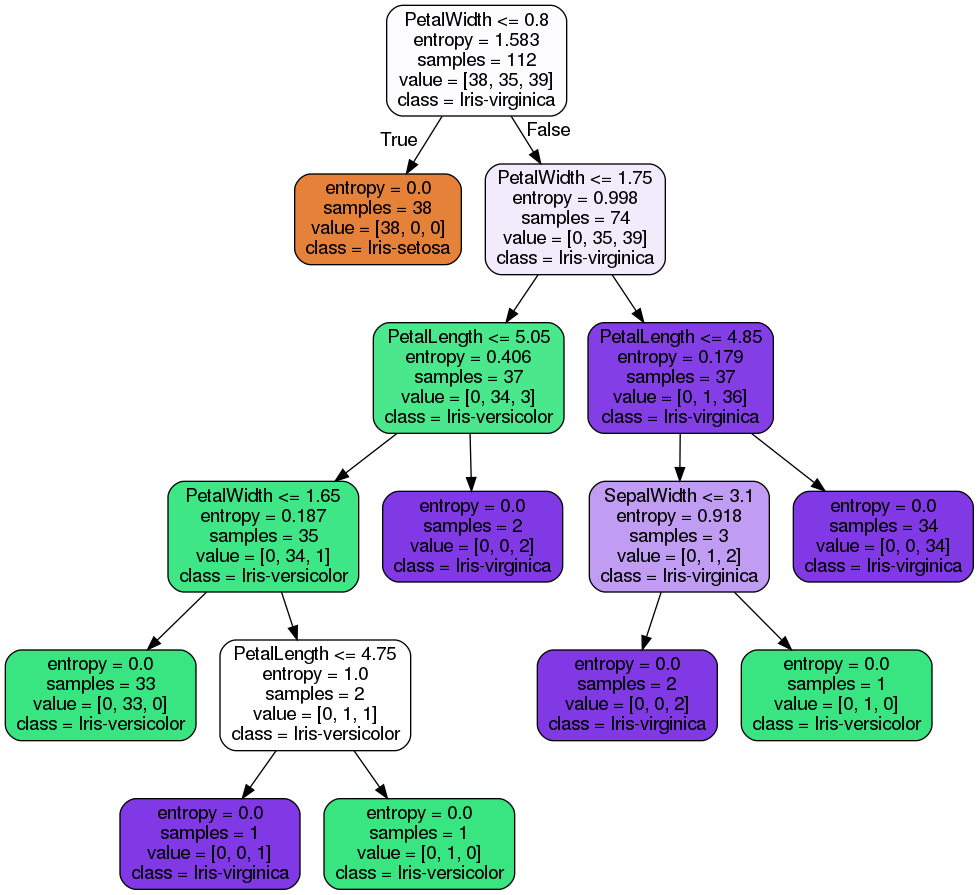 PetalWidth <= 0.8
entropy = 1.583
samples = 112
value = [38, 35, 39]
class = Iris-virginica
True
False
entropy = 0.0
samples = 38
value = [38, 0, 0]
class = Iris-setosa
PetalWidth <= 1.75
entropy = 0.998
samples = 74
value = [0, 35, 39]
class = Iris-virginica
PetalLength <= 5.05
entropy = 0.406
samples = 37
value = [0, 34, 3]
class = Iris-versicolor
PetalLength <= 4.85
entropy = 0.179
samples = 37
value = [0, 1, 36]
class = Iris-virginica
PetalWidth <= 1.65
entropy = 0.187
samples = 35
value = [0, 34, 1]
class = Iris-versicolor
entropy = 0.0
samples = 2
value = [0, 0, 2]
class = Iris-virginica
SepalWidth <= 3.1
entropy = 0.918
samples = 3
value = [0, 1, 2]
class = Iris-virginica
entropy = 0.0
samples = 34
value = [0, 0, 34]
class = Iris-virginica
entropy = 0.0
samples = 33
value = [0, 33, 0]
class = Iris-versicolor
PetalLength <= 4.75
entropy = 1.0
samples = 2
value = [0, 1, 1]
class = Iris-versicolor
entropy = 0.0
samples = 2
value = [0, 0, 2]
class = Iris-virginica
entropy = 0.0
samples = 1
value = [0, 1, 0]
class = Iris-versicolor
entropy = 0.0
samples = 1
value = [0, 0, 1]
class = Iris-virginica
entropy = 0.0
samples = 1
value = [0, 1, 0]
class = Iris-versicolor